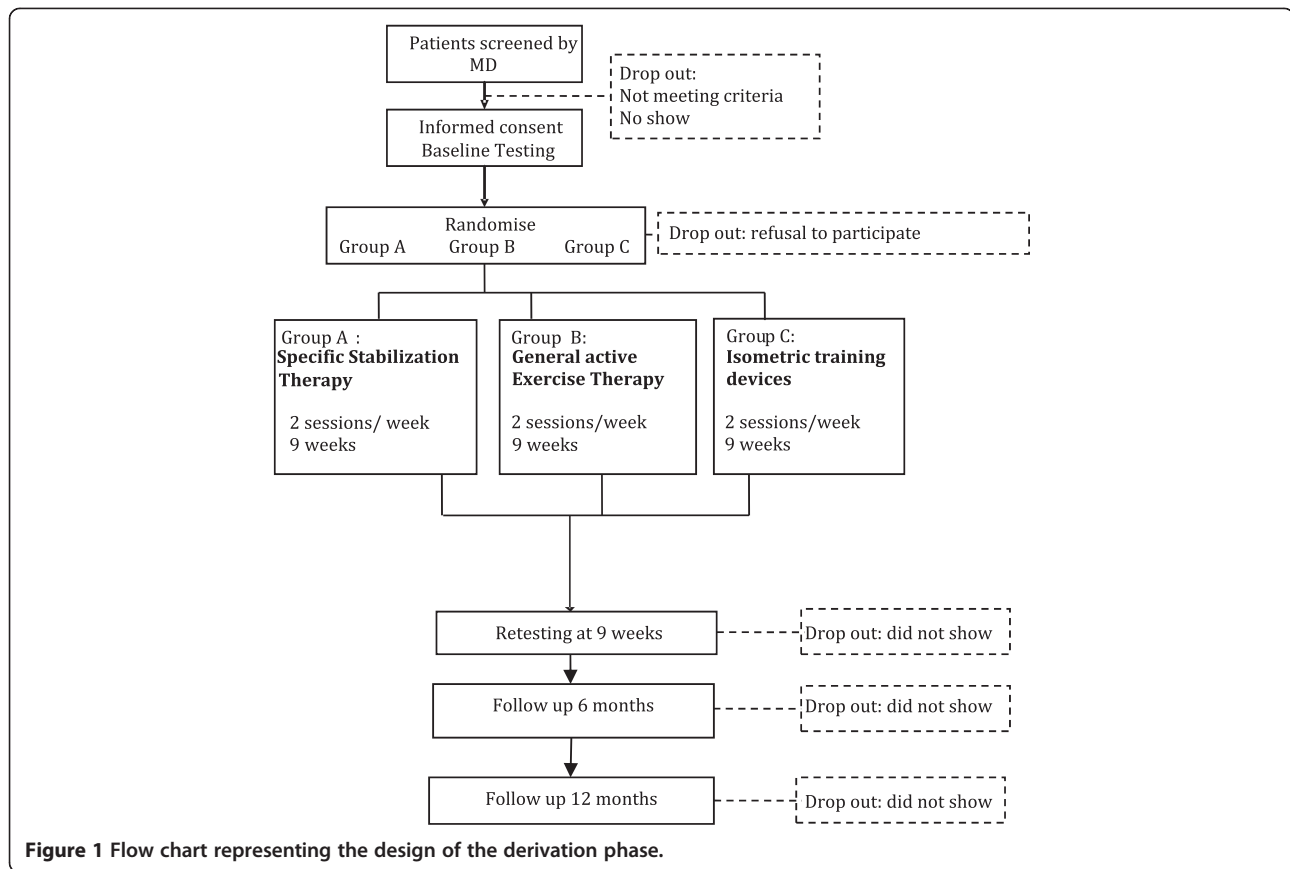 Patients screened by
MD
Drop out:
Not meeting criteria
No show
Informed consent
Baseline Testing
Randomise
Group A Group B Group C
Drop out: refusal to participate
Group A :
Specific Stabilization
Therapy
2 sessions/ week
9 weeks
Group B:
General active
Exercise Therapy
2 sessions/week
9 weeks
Group C:
Isometric training
devices
2 sessions/week
9 weeks
Retesting at 9 weeks
Drop out: did not show
Follow up 6 months
Drop out: did not show
Follow up 12 months
Drop out: did not show
Figure 1 Flow chart representing the design of the derivation phase.